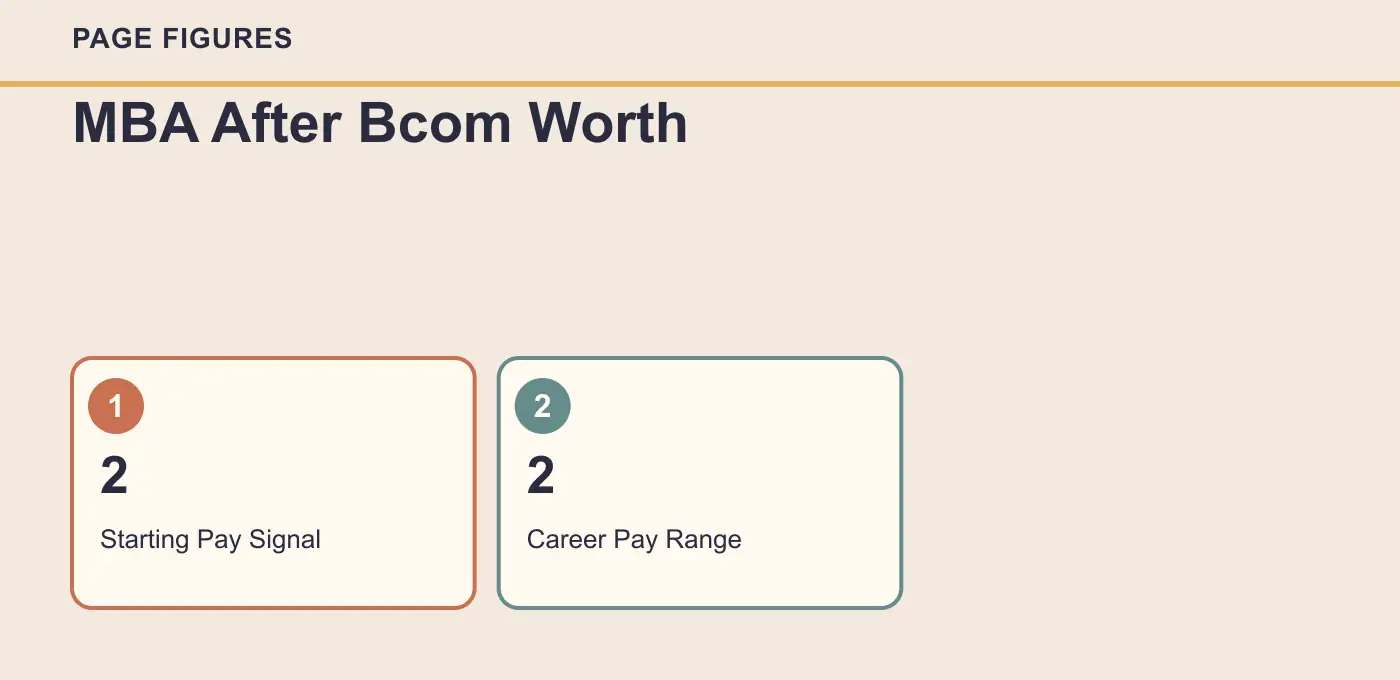 PAGE FIGURES
MBA After Bcom Worth
1
2
Starting Pay Signal
2
2
Career Pay Range